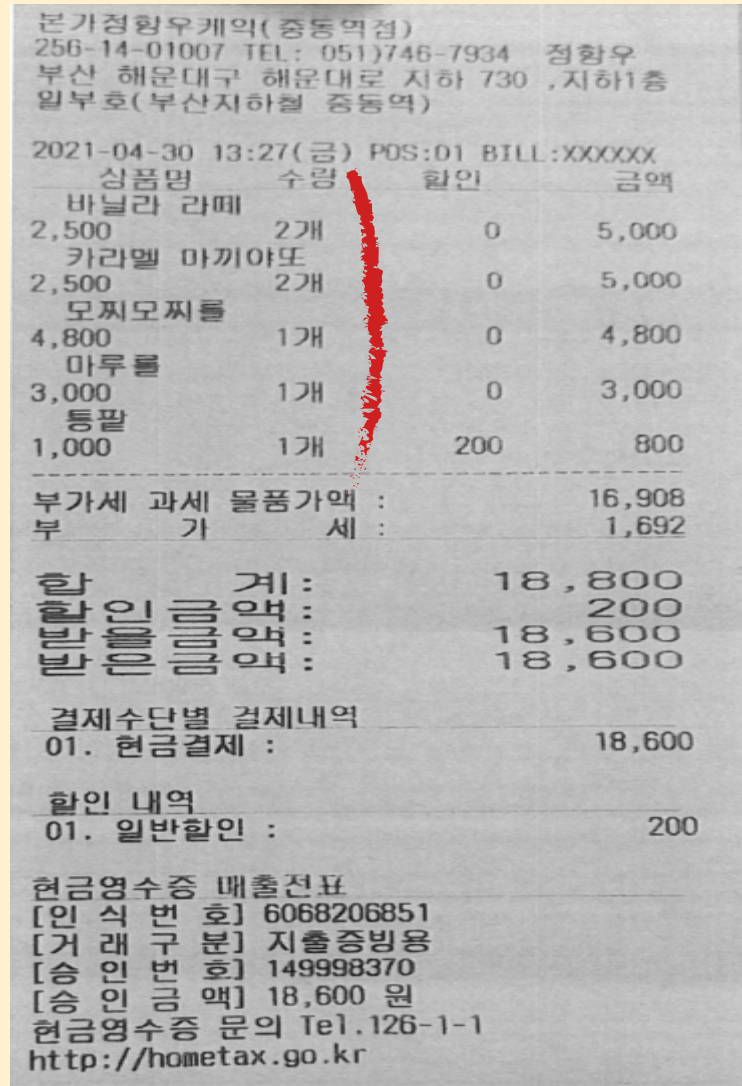 본가정항우케익(중동역점)
256-14-01007 TEL: 051)746-7934 정항우
부산 해운대구 해운대로 지하 730 ,지하1층
일부호(부산지하철 중동역)
2021-04-30 13:27(금) POS:01 BILL:XXXXXX
상품명 수량 할인 금액
바닐라 라떼
2,500 2개 0 5,000
카라멜 마끼야또
2,500 2개 0 5,000
모찌모찌롤
4,800 1개 0 4,800
마루롤
3,000 1개 0 3,000
통팥
1,000 1개 200 800
부가세 과세 물품가액 : 16,908
부 가 세 : 1,692
합 계: 18,800
할인금액: 200
받을금액: 18,600
받은금액: 18,600
결제수단별 결제내역
01. 현금결제 : 18,600
할인 내역
01. 일반할인 : 200
현금영수증 매출전표
[인 식 번 호] 6068206851
[거 래 구 분] 지출증빙용
[승 인 번 호] 149998370
[승 인 금 액] 18,600 원
현금영수증 문의 Tel.126-1-1
http://hometax.go.kr